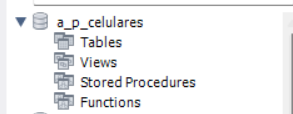 a_p_celulares
Tables
Views
Stored Procedures
Functions